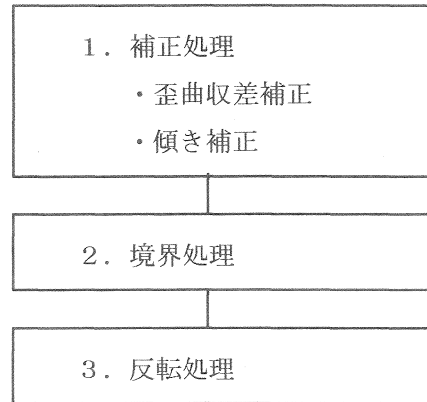 １．補正処理
・歪曲収差補正
・傾き補正
２．境界処理
３．反転処理